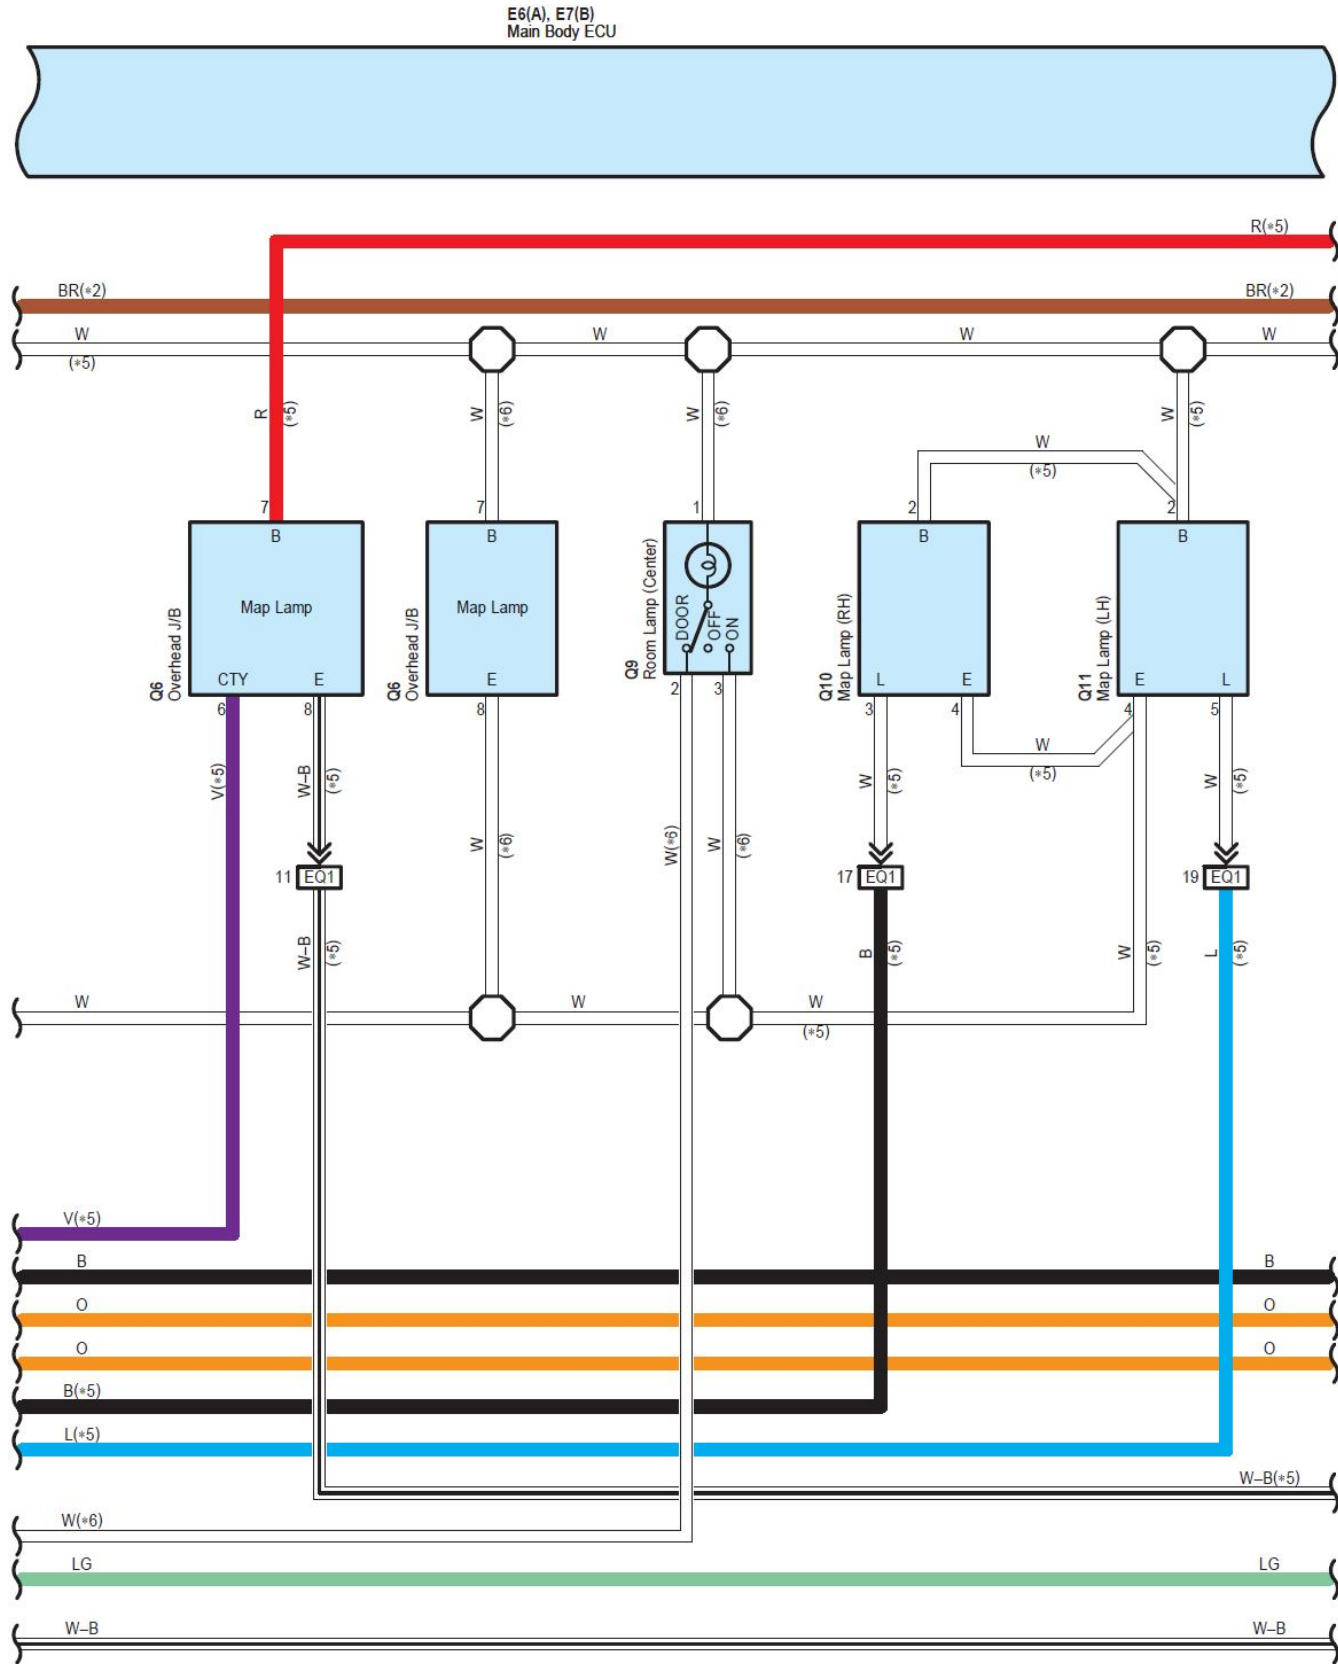 E6(A), E7(B)
Main Body ECU
R(∗5)
BR(∗2)
BR(∗2)
W
(∗5)
W
W
W
R
(∗5)
W
(∗6)
W
(∗6)
W
(∗5)
W
(∗5)
7
7
1
2
2
B
B
B
B
Map Lamp
Map Lamp
DOOR
OFF
ON
CTY
E
E
L
E
E
L
Q6
Overhead J/B
Q6
Overhead J/B
Q9
Room Lamp (Center)
Q10
Map Lamp (RH)
Q11
Map Lamp (LH)
6
8
8
2
3
3
4
4
5
W
(∗5)
V(∗5)
W–B
(∗5)
W
(∗5)
W
(∗5)
W
(∗6)
W(∗6)
W
(∗6)
11
EQ1
17
EQ1
19
EQ1
W–B
(∗5)
B
(∗5)
W
(∗5)
L
(∗5)
W
W
W
(∗5)
V(∗5)
B
B
O
O
O
O
B(∗5)
L(∗5)
W–B(∗5)
W(∗6)
LG
LG
W–B
W–B